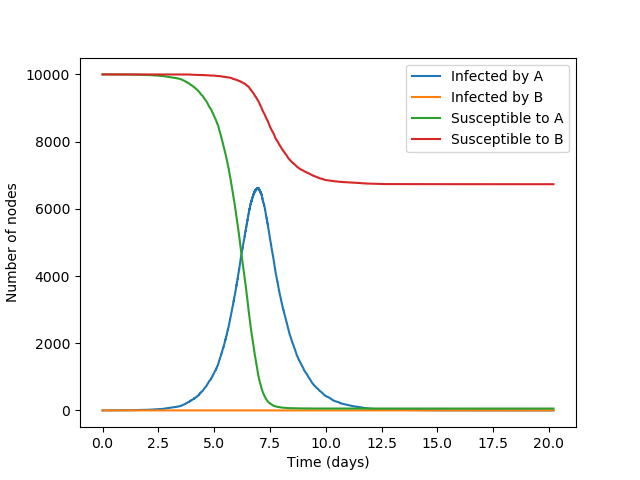 10000
8000
6000
4000
2000
0
Number of nodes
0.0 2.5 5.0 7.5 10.0 12.5 15.0 17.5 20.0
Time (days)
Infected by A
Infected by B
Susceptible to A
Susceptible to B